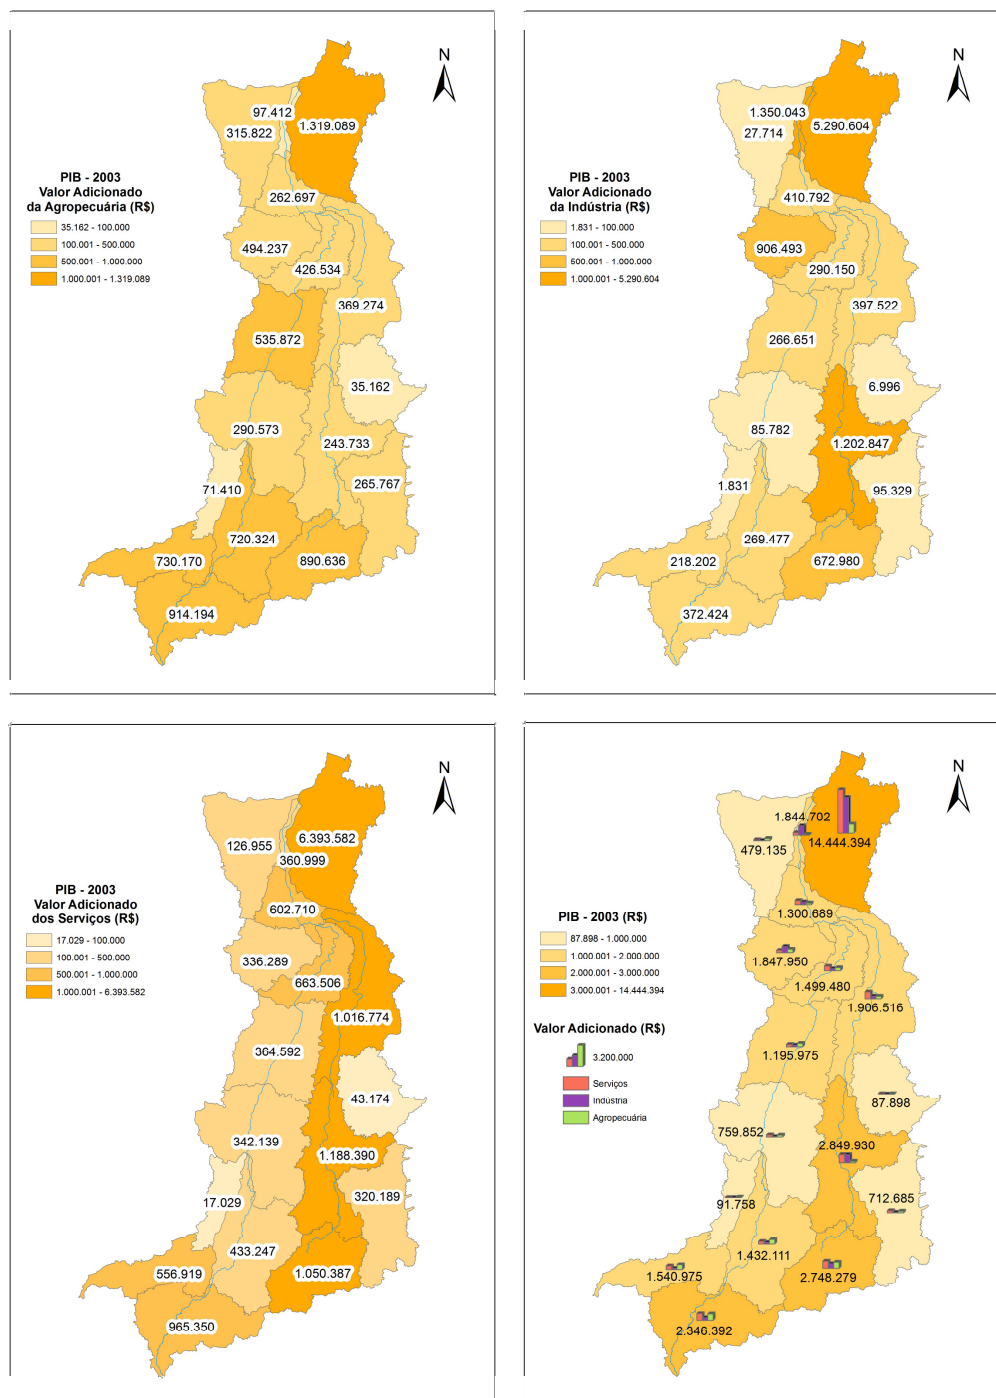 N
97.412
1.319.089
315.822
PIB - 2003
Valor Adicionado
da Agropecuária (R$)
35.162 - 100.000
100.001 - 500.000
500.001 - 1.000.000
1.000.001 - 1.319.089
262.697
494.237
426.534
369.274
535.872
35.162
290.573
243.733
265.767
71.410
720.324
730.170
890.636
914.194
N
1.350.043
5.290.604
27.714
PIB - 2003
Valor Adicionado
da Indústria (R$)
1.831 - 100.000
100.001 - 500.000
500.001 - 1.000.000
1.000.001 - 5.290.604
410.792
906.493
290.150
397.522
266.651
6.996
85.782
1.202.847
1.831
95.329
269.477
218.202
672.980
372.424
N
6.393.582
126.955
360.999
PIB - 2003
Valor Adicionado
dos Serviços (R$)
17.029 - 100.000
100.001 - 500.000
500.001 - 1.000.000
1.000.001 - 6.393.582
602.710
336.289
663.506
1.016.774
364.592
43.174
342.139
1.188.390
320.189
17.029
433.247
556.919
1.050.387
965.350
N
1.844.702
14.444.394
479.135
PIB - 2003 (R$)
87.898 - 1.000.000
1.000.001 - 2.000.000
2.000.001 - 3.000.000
3.000.001 - 14.444.394
Valor Adicionado (R$)
3.200.000
Serviços
Indústria
Agropecuária
1.300.689
1.847.950
1.499.480
1.906.516
1.195.975
87.898
759.852
2.849.930
712.685
91.758
1.432.111
1.540.975
2.748.279
2.346.392